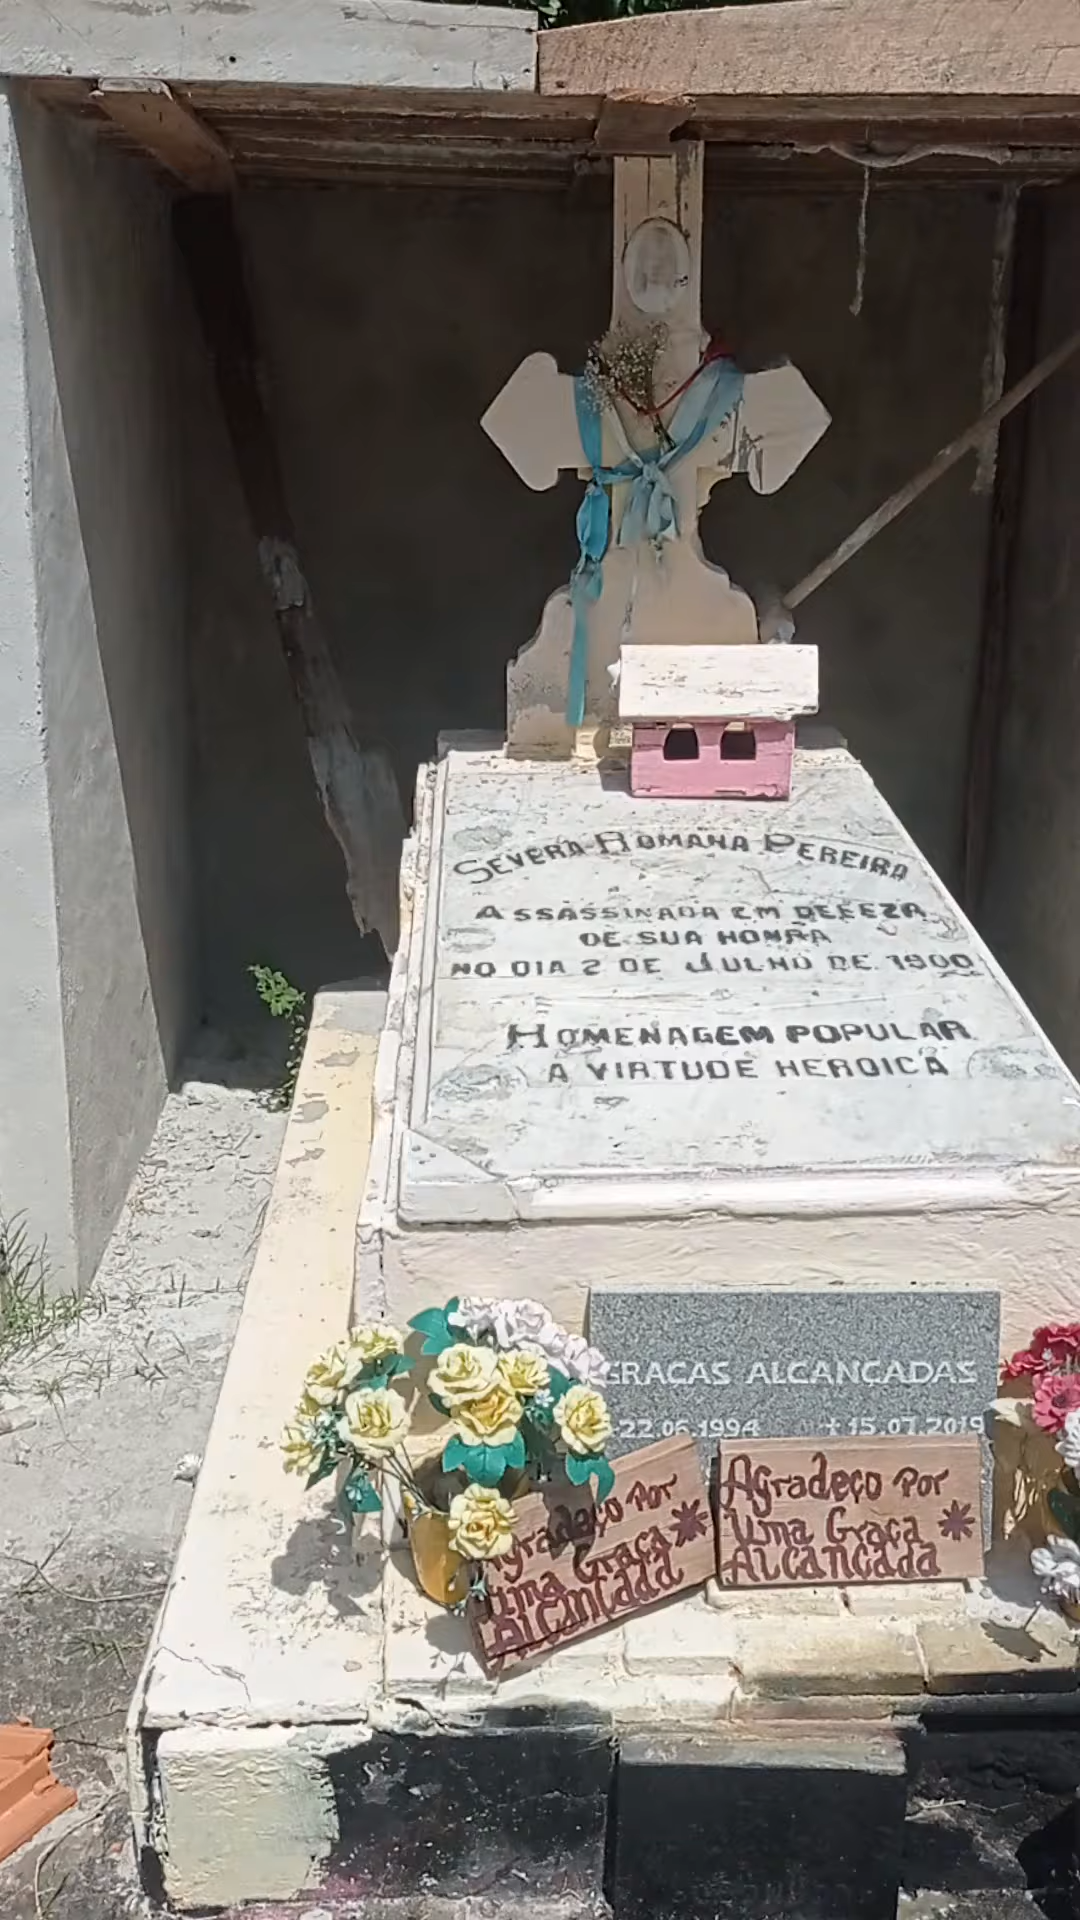 SEVERA ROMANA PEREIRA
ASSASSINADA EM DEFEZA
DE SUA HONRA
NO DIA 2 DE JULHO DE 1900
HOMENAGEM POPULAR
A VIRTUDE HEROICA
GRAÇAS ALCANÇADAS
22.06.1994 + 15.07.2019
Agradeço Por
Uma Graça
Alcançada
Agradeço Por
Uma Graça
Alcançada